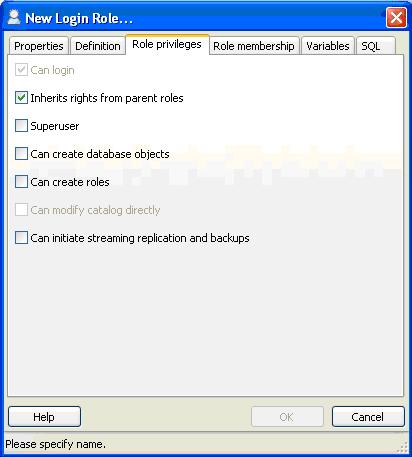 New Login Role...
Properties Definition Role privileges Role membership Variables SQL
Can login
Inherits rights from parent roles
Superuser
Can create database objects
Can create roles
Can modify catalog directly
Can initiate streaming replication and backups
Help OK Cancel
Please specify name.